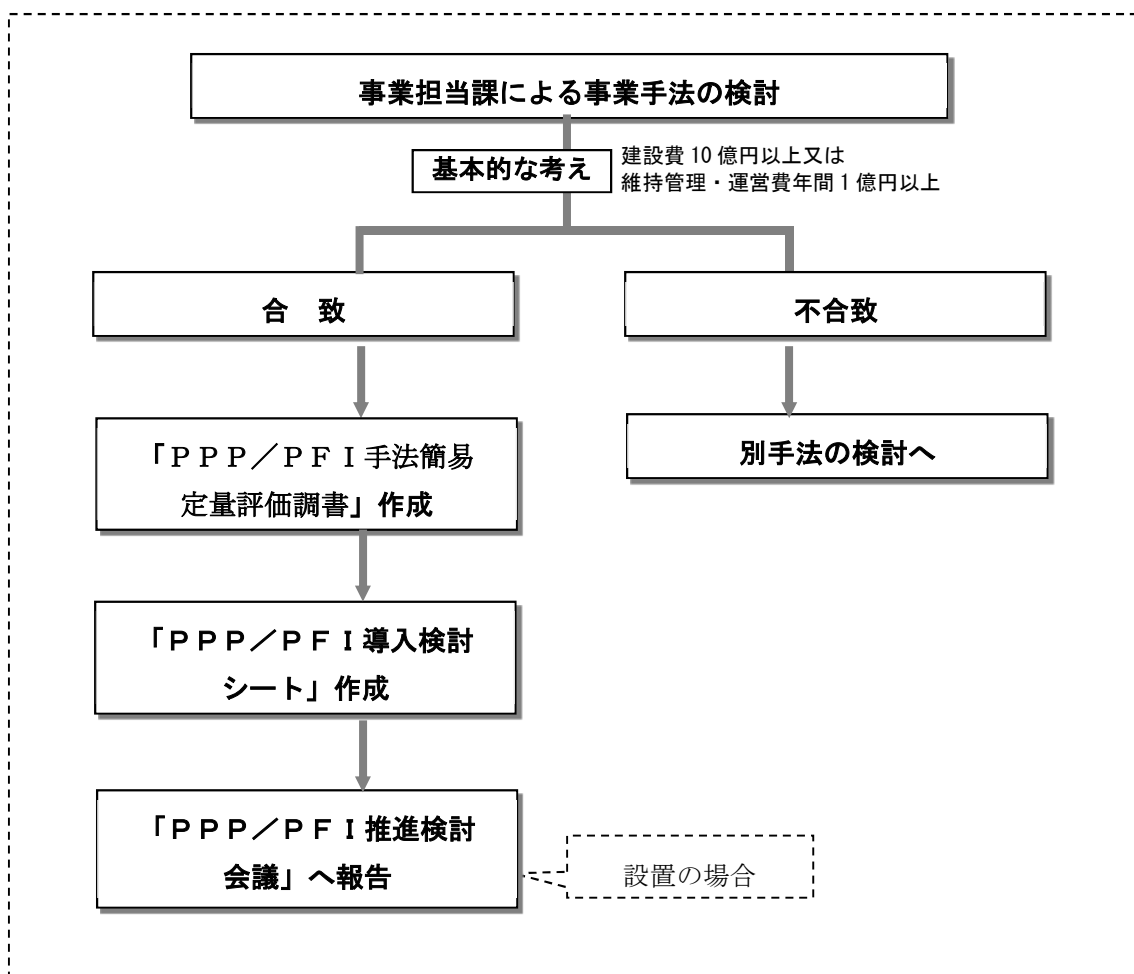 事業担当課による事業手法の検討
基本的な考え
建設費 10 億円以上又は
維持管理・運営費年間 1 億円以上
合　致
不合致
「ＰＰＰ／ＰＦＩ手法簡易
定量評価調書」作成
別手法の検討へ
「ＰＰＰ／ＰＦＩ導入検討
シート」作成
「ＰＰＰ／ＰＦＩ推進検討
会議」へ報告
設置の場合